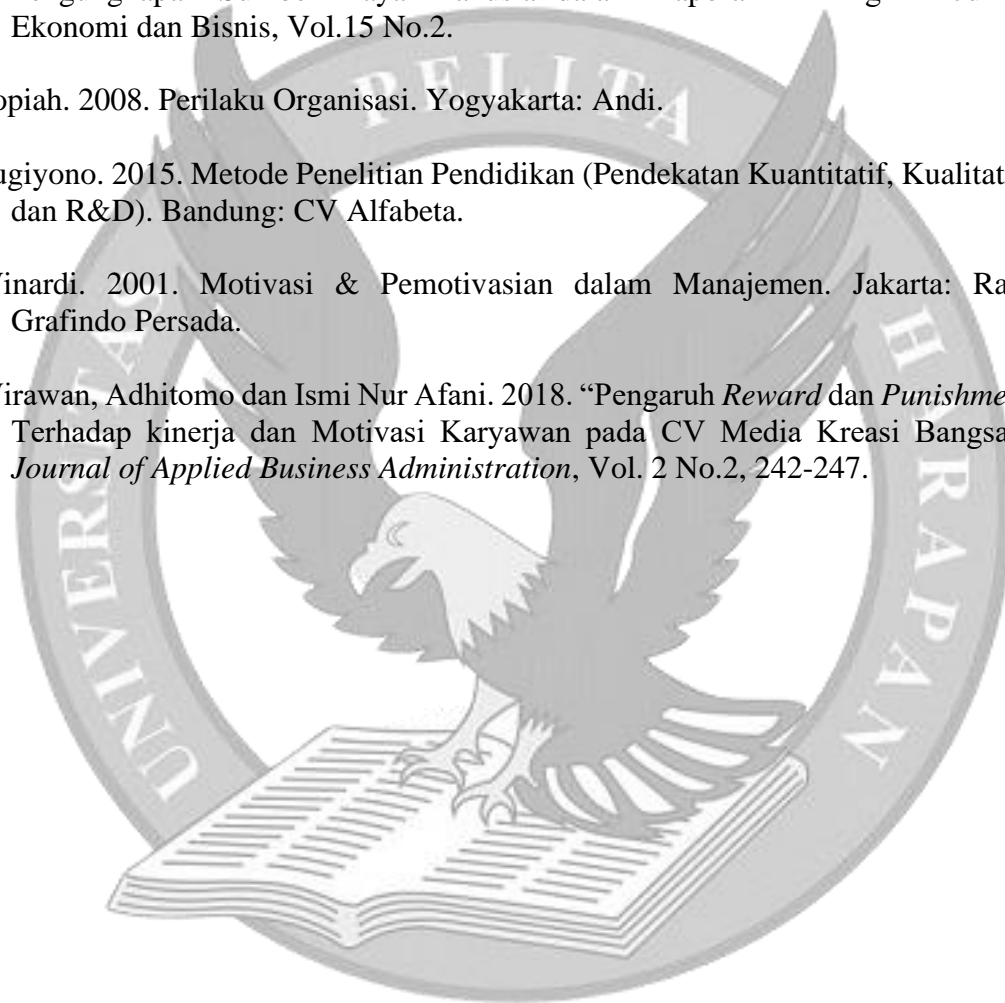 Ekonomi dan Bisnis, Vol.15 No.2.
opiah. 2008. Perilaku Organisasi. Yogyakarta: Andi.
ugiyono. 2015. Metode Penelitian Pendidikan (Pendekatan Kuantitatif, Kualitat
dan R&D). Bandung: CV Alfabeta.
inardi. 2001. Motivasi & Pemotivasian dalam Manajemen. Jakarta: Ra
Grafindo Persada.
irawan, Adhitomo dan Ismi Nur Afani. 2018. “Pengaruh Reward dan Punishme
Terhadap kinerja dan Motivasi Karyawan pada CV Media Kreasi Bangsa
Journal of Applied Business Administration, Vol. 2 No.2, 242-247.
UNIVERSITAS PELITA HARAPAN